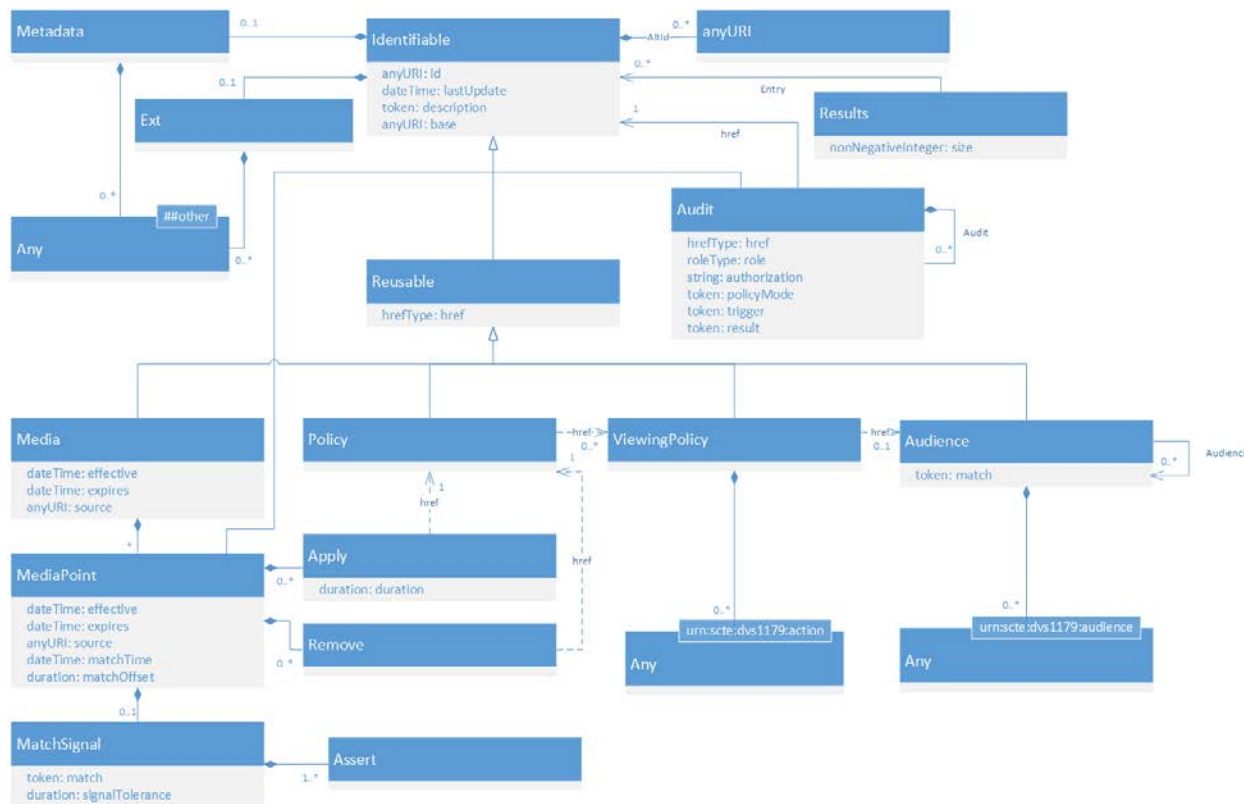 Metadata
0..1
Identifiable
anyURI: id
dateTime: lastUpdate
token: description
anyURI: base
AltId
0..*
anyURI
0..1
Ext
0..*
Entry
Results
nonNegativeInteger: size
1
href
0..*
##other
Any
0..*
Audit
hrefType: href
roleType: role
string: authorization
token: policyMode
token: trigger
token: result
Audit
0..*
Reusable
hrefType: href
Media
dateTime: effective
dateTime: expires
anyURI: source
*
Policy
href
0..*
1
ViewingPolicy
href
0..1
Audience
token: match
0..*
Audience
1
href
MediaPoint
dateTime: effective
dateTime: expires
anyURI: source
dateTime: matchTime
duration: matchOffset
0..*
Apply
duration: duration
href
0..*
Remove
0..*
urn:scte:dvs1179:action
Any
0..*
urn:scte:dvs1179:audience
Any
0..1
MatchSignal
token: match
duration: signalTolerance
1..*
Assert